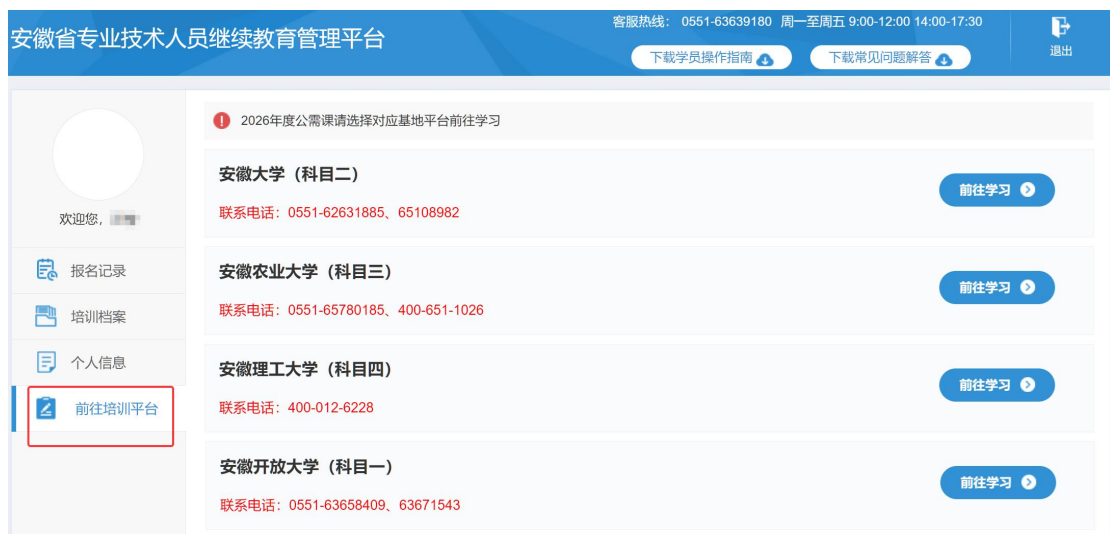 安徽省专业技术人员继续教育管理平台
客服热线： 0551-63639180 周一至周五 9:00-12:00 14:00-17:30
下载学员操作指南
下载常见问题解答
退出
欢迎您,
报名记录
培训档案
个人信息
前往培训平台
2026年度公需课请选择对应基地平台前往学习
安徽大学（科目二）
联系电话：0551-62631885、65108982
前往学习
安徽农业大学（科目三）
联系电话：0551-65780185、400-651-1026
前往学习
安徽理工大学（科目四）
联系电话：400-012-6228
前往学习
安徽开放大学（科目一）
联系电话：0551-63658409、63671543
前往学习